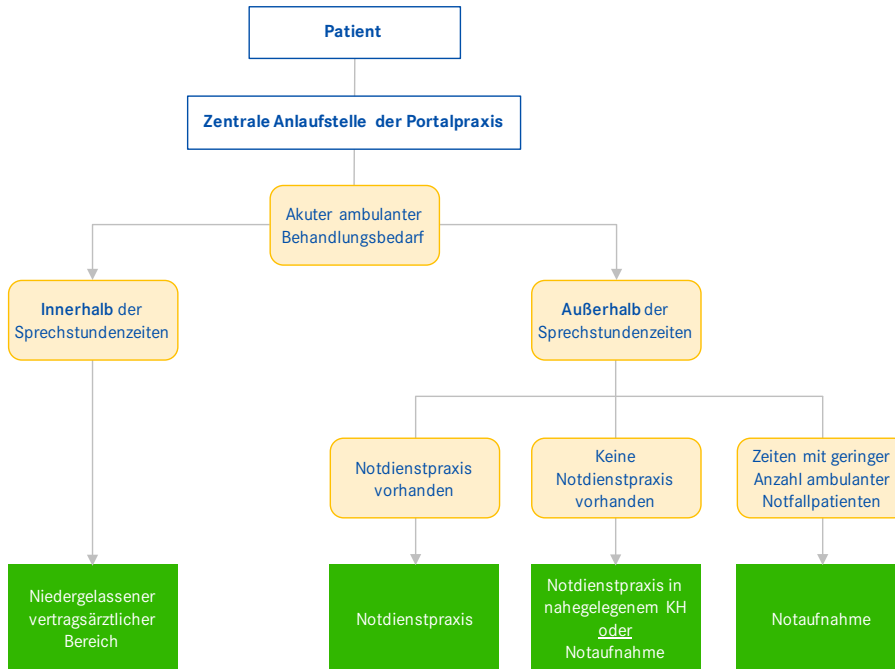 Patient
Zentrale Anlaufstelle der Portalpraxis
Akuter ambulanter
Behandlungsbedarf
Innerhalb der
Sprechstundenzeiten
Außerhalb der
Sprechstundenzeiten
Notdienstpraxis
vorhanden
Keine
Notdienstpraxis
vorhanden
Zeiten mit geringer
Anzahl ambulanter
Notfallpatienten
Niedergelassener
vertragsärztlicher
Bereich
Notdienstpraxis
Notdienstpraxis in
nahegelegenem KH
oder
Notaufnahme
Notaufnahme